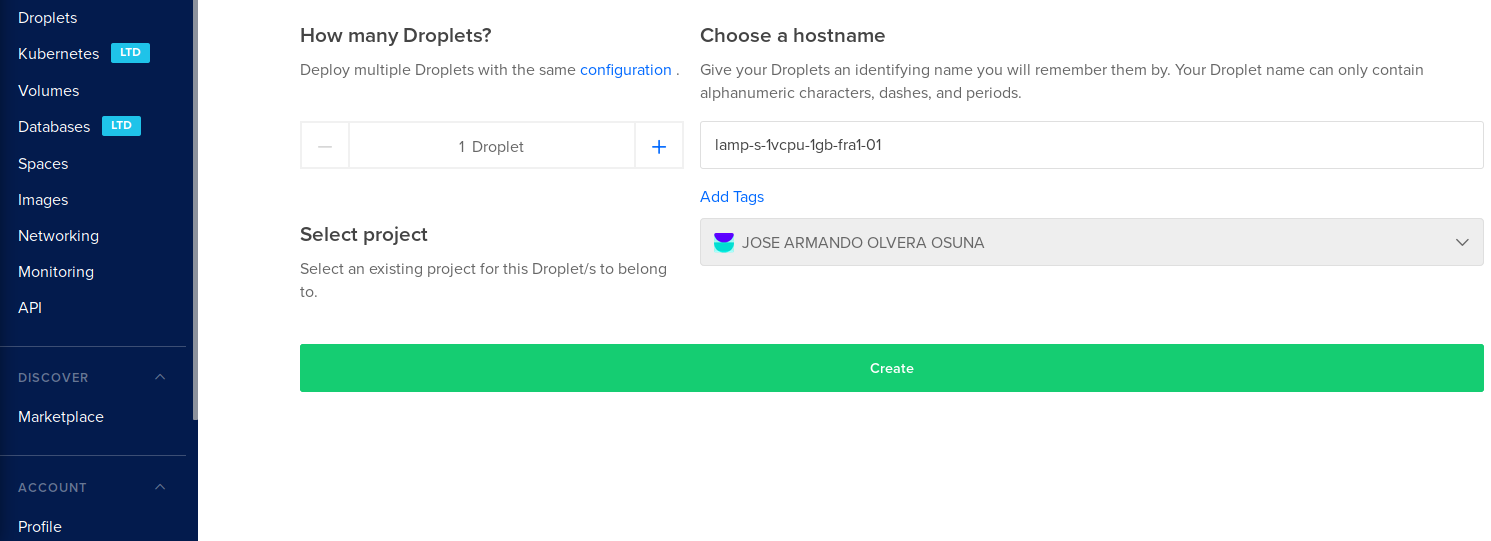 Droplets
Kubernetes LTD
Volumes
Databases LTD
Spaces
Images
Networking
Monitoring
API
DISCOVER
Marketplace
ACCOUNT
Profile
How many Droplets?
Deploy multiple Droplets with the same configuration .
1 Droplet
Choose a hostname
Give your Droplets an identifying name you will remember them by. Your Droplet name can only contain
alphanumeric characters, dashes, and periods.
lamp-s-1vcpu-1gb-fra1-01
Add Tags
Select project
Select an existing project for this Droplet/s to belong
to.
JOSE ARMANDO OLVERA OSUNA
Create